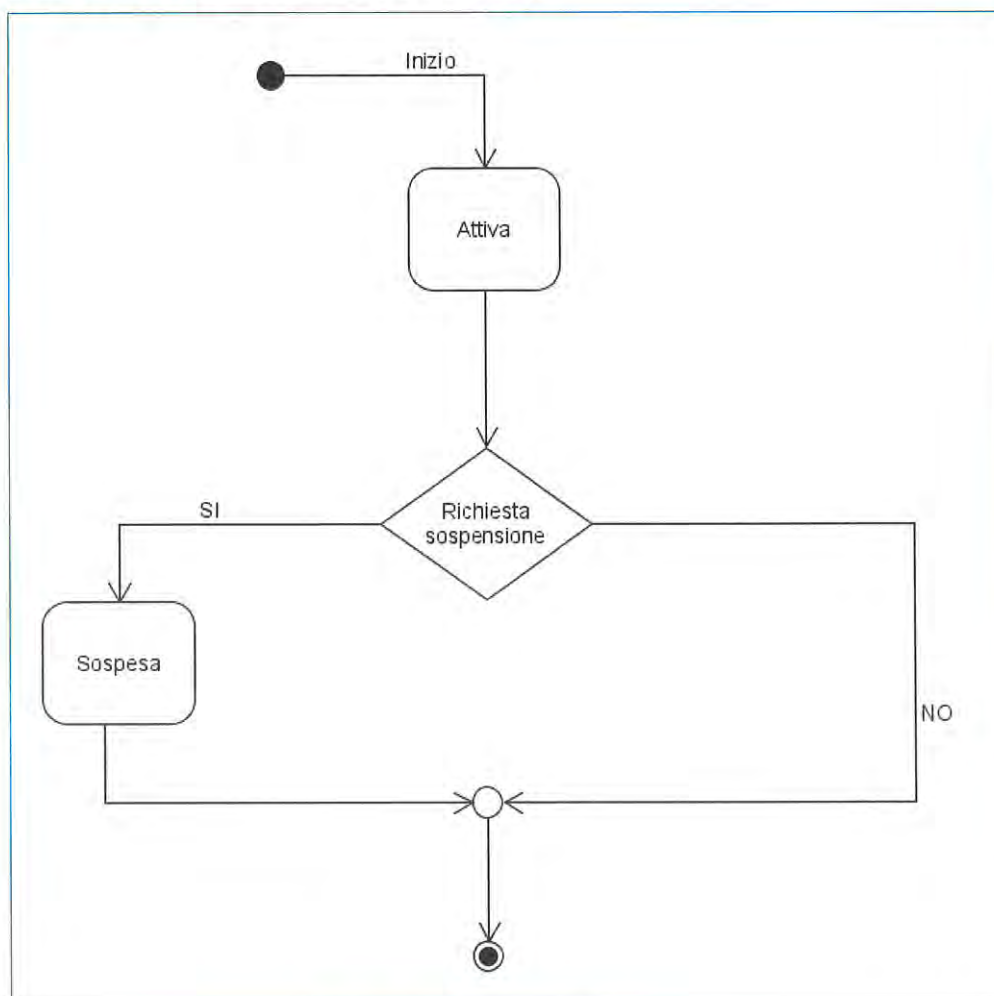 Inizio
Attiva
Richiesta
sospensione
SI
Sospesa
NO